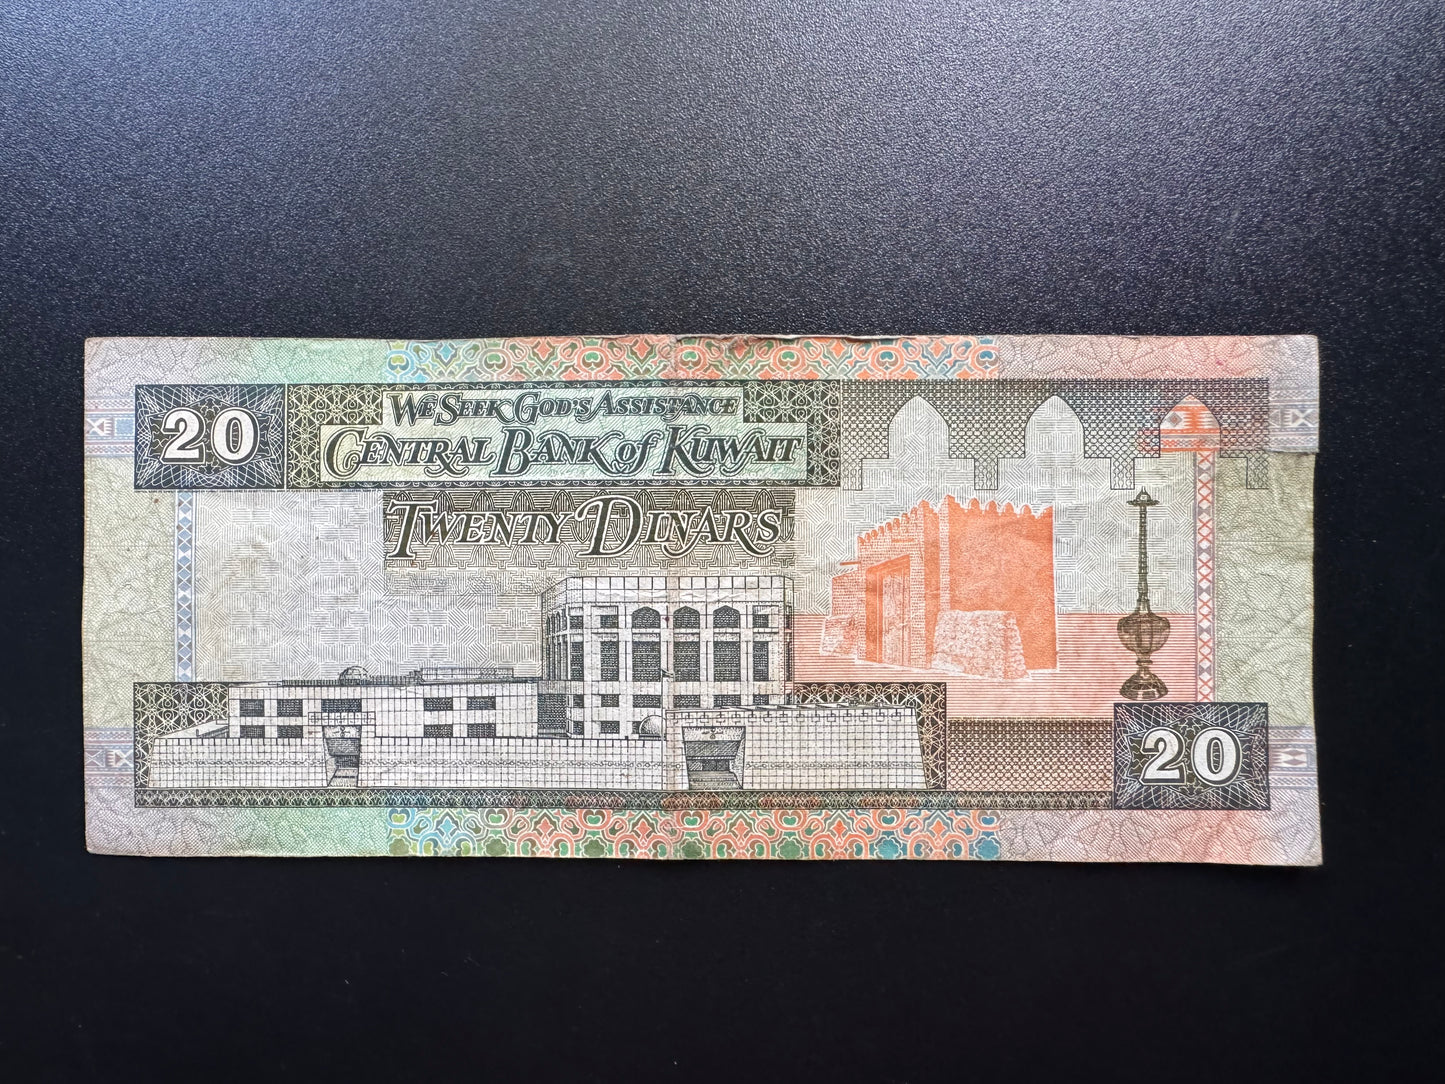 20
We Seek God's Assistance
Central Bank of Kuwait
Twenty Dinars
20